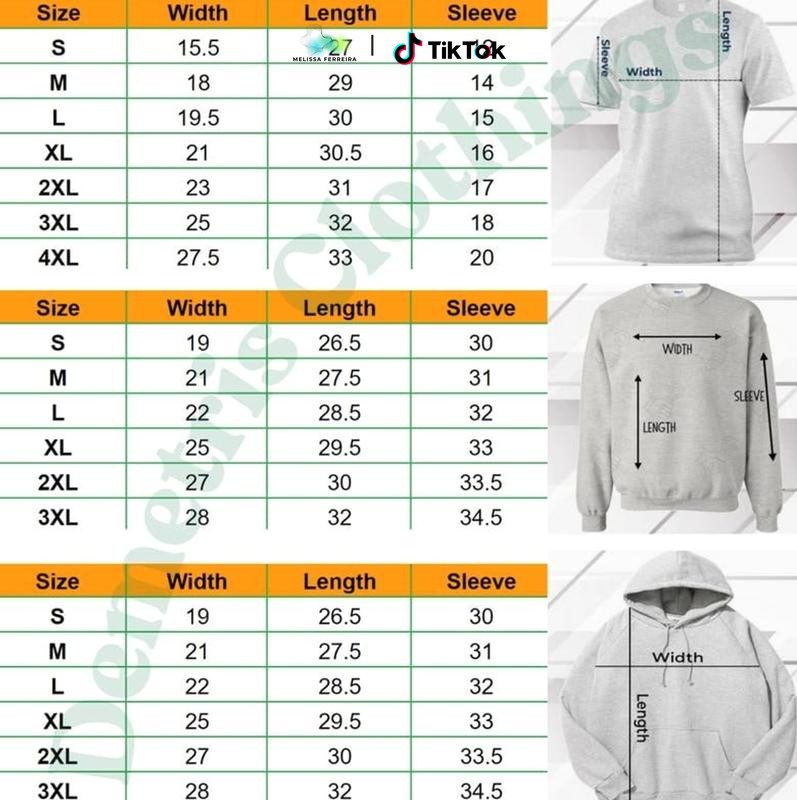 Size Width Length Sleeve
S 15.5 27
MELISSA FERREIRA | TikTok
M 18 29 14
L 19.5 30 15
XL 21 30.5 16
2XL 23 31 17
3XL 25 32 18
4XL 27.5 33 20
Length
Sleeve
Width
Size Width Length Sleeve
S 19 26.5 30
M 21 27.5 31
L 22 28.5 32
XL 25 29.5 33
2XL 27 30 33.5
3XL 28 32 34.5
WIDTH
SLEEVE
LENGTH
Size Width Length Sleeve
S 19 26.5 30
M 21 27.5 31
L 22 28.5 32
XL 25 29.5 33
2XL 27 30 33.5
3XL 28 32 34.5
Width
Length
Demetris Clothings